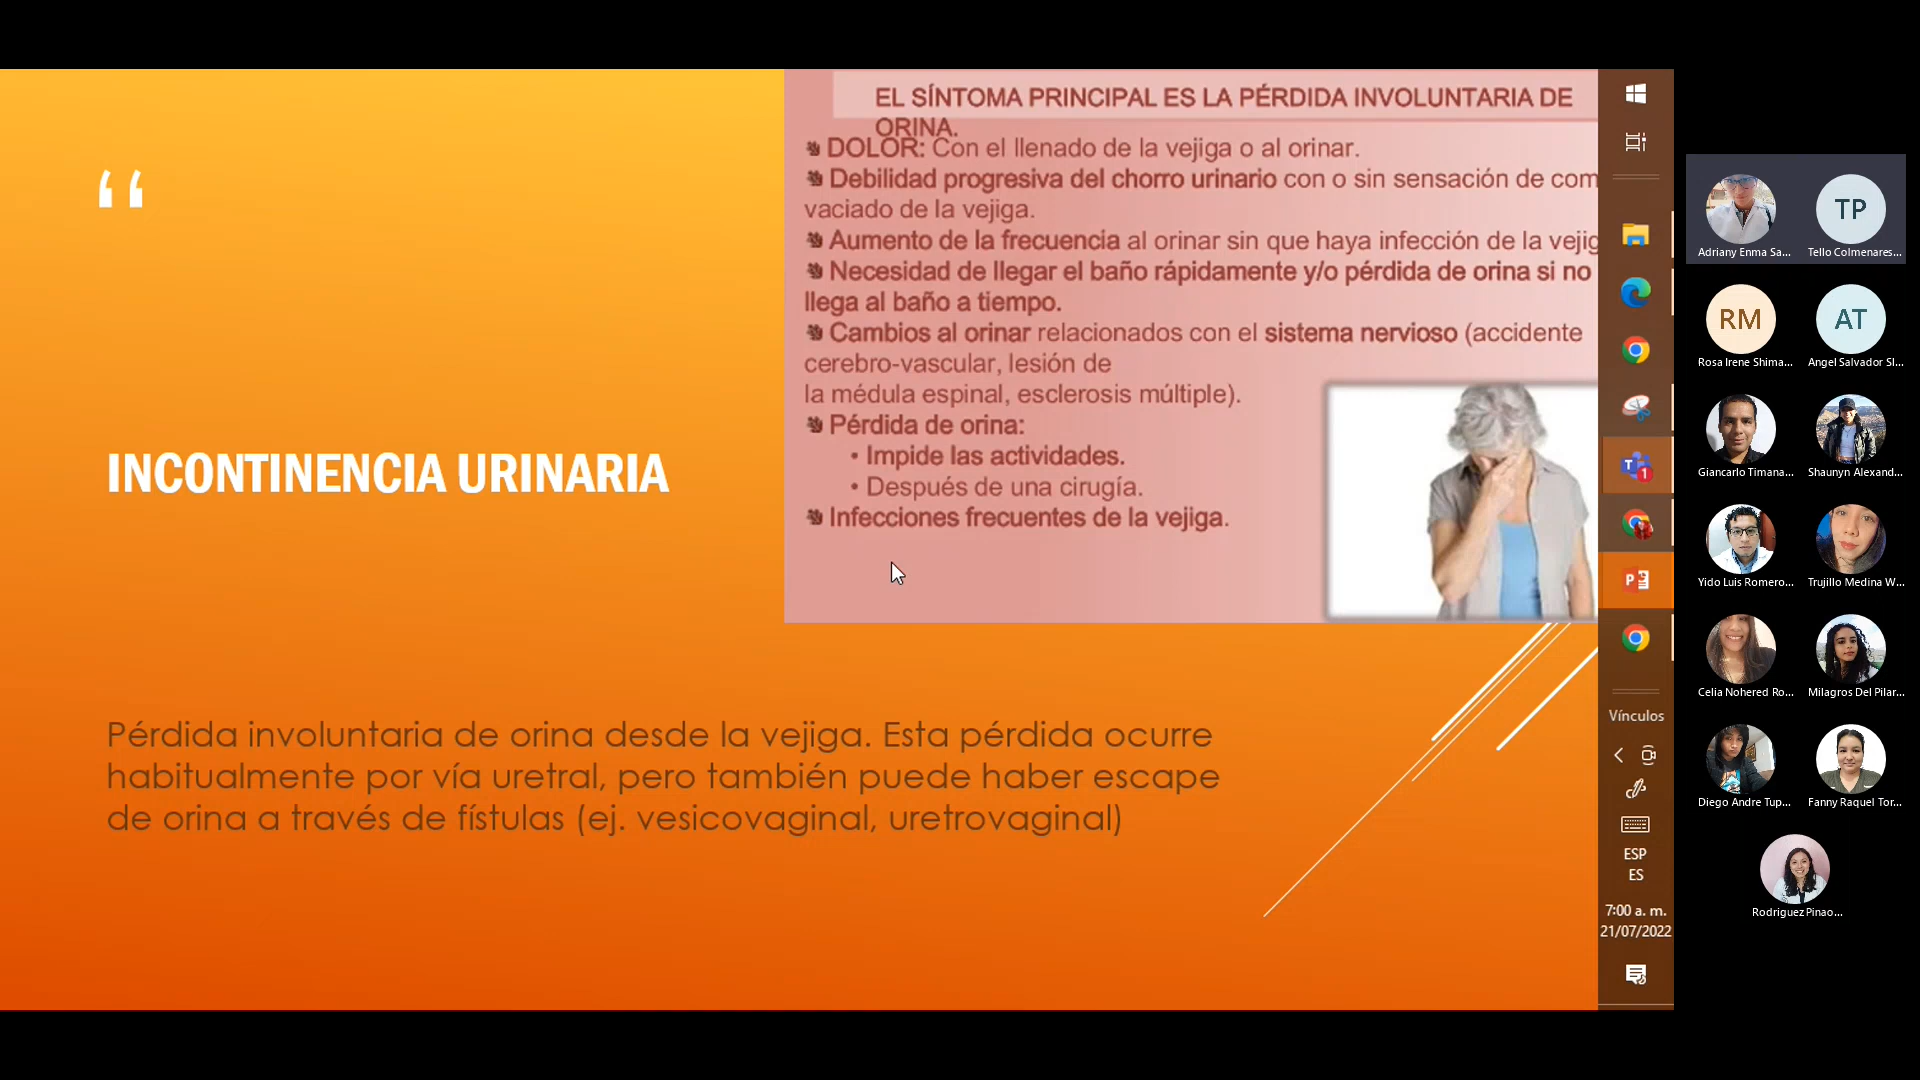 “
INCONTINENCIA URINARIA
EL SÍNTOMA PRINCIPAL ES LA PÉRDIDA INVOLUNTARIA DE
ORINA.
DOLOR: Con el llenado de la vejiga o al orinar.
Debilidad progresiva del chorro urinario con o sin sensación de com
vaciado de la vejiga.
Aumento de la frecuencia al orinar sin que haya infección de la vejig
Necesidad de llegar el baño rápidamente y/o pérdida de orina si no
llega al baño a tiempo.
Cambios al orinar relacionados con el sistema nervioso (accidente
cerebro-vascular, lesión de
la médula espinal, esclerosis múltiple).
Pérdida de orina:
• Impide las actividades.
• Después de una cirugía.
Infecciones frecuentes de la vejiga.
Pérdida involuntaria de orina desde la vejiga. Esta pérdida ocurre
habitualmente por vía uretral, pero también puede haber escape
de orina a través de fístulas (ej. vesicovaginal, uretrovaginal)
Vínculos
ESP
ES
7:00 a. m.
21/07/2022
TP
Adriany Enma Sa...
Tello Colmenares...
RM
AT
Rosa Irene Shima...
Angel Salvador SI...
Giancarlo Timana...
Shaunyn Alexand...
Yido Luis Romero...
Trujillo Medina W...
Celia Nohered Ro...
Milagros Del Pilar...
Diego Andre Tup...
Fanny Raquel Tor...
Rodriguez Pinao...